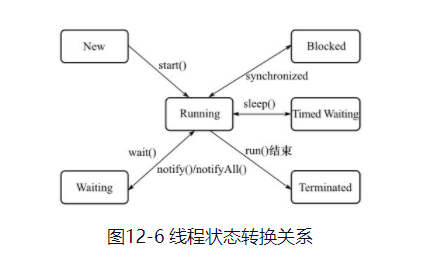 New
Blocked
start()
synchronized
sleep()
Running
Timed Waiting
wait()
run()结束
notify()/notifyAll()
Waiting
Terminated
图12-6 线程状态转换关系